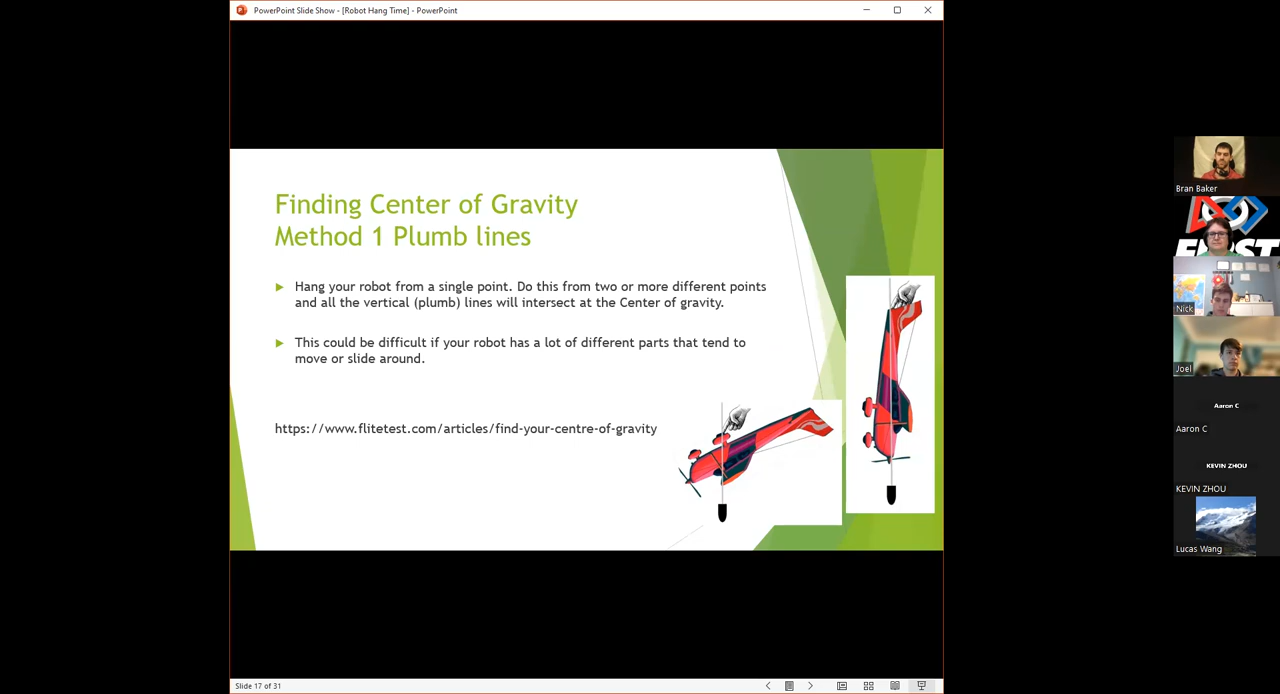 PowerPoint Slide Show - [Robot Hang Time] - PowerPoint
Finding Center of Gravity
Method 1 Plumb lines
Hang your robot from a single point. Do this from two or more different points
and all the vertical (plumb) lines will intersect at the Center of gravity.
This could be difficult if your robot has a lot of different parts that tend to
move or slide around.
https://www.flitetest.com/articles/find-your-centre-of-gravity
Slide 17 of 31
Bran Baker
FIRST
Nick
Joel
Aaron C
Aaron C
KEVIN ZHOU
KEVIN ZHOU
Lucas Wang